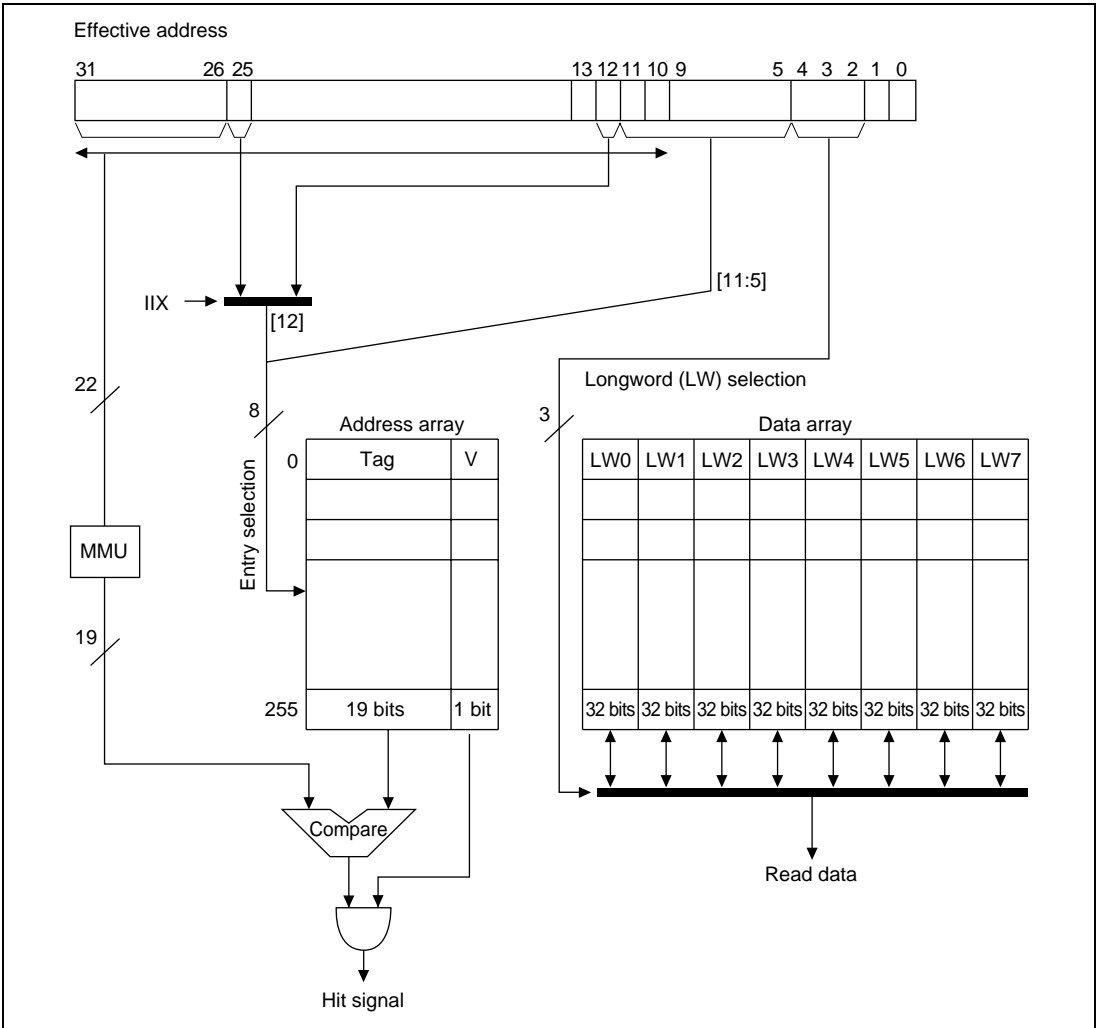 Effective address
31 26 25 13 12 11 10 9 5 4 3 2 1 0
[11:5]
IIX
[12]
22
Longword (LW) selection
8
3
Address array
Data array
0 Tag V
LW0 LW1 LW2 LW3 LW4 LW5 LW6 LW7
Entry selection
MMU
19
255 19 bits 1 bit
32 bits 32 bits 32 bits 32 bits 32 bits 32 bits 32 bits 32 bits
Compare
Read data
Hit signal